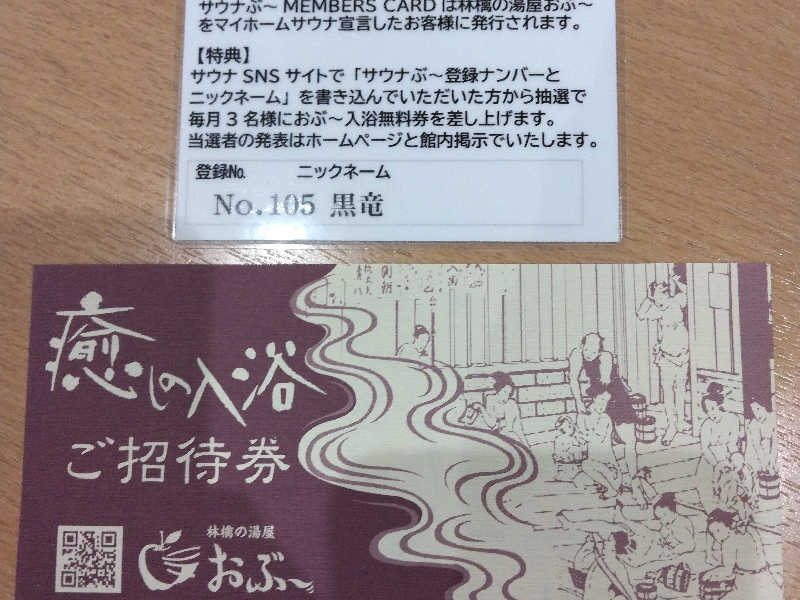 サウナぶ～ MEMBERS CARD は林檎の湯屋おぶ～
をマイホームサウナ宣言したお客様に発行されます。
【特典】
サウナ SNS サイトで「サウナぶ～登録ナンバーと
ニックネーム」を書き込んでいただいた方から抽選で
毎月 3 名様におぶ～入浴無料券を差し上げます。
当選者の発表はホームページと館内掲示でいたします。
登録No. ニックネーム
No.105 黒竜
癒しの入浴
ご招待券
林檎の湯屋
おぶ～